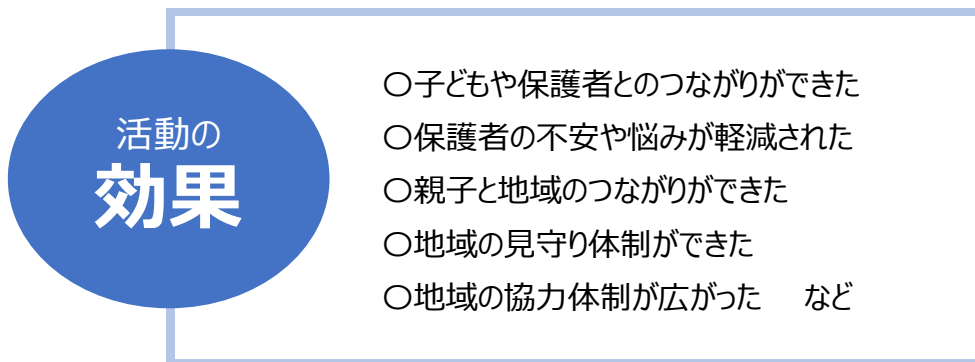 活動の
効果
〇子どもや保護者とのつながりができた
〇保護者の不安や悩みが軽減された
〇親子と地域のつながりができた
〇地域の見守り体制ができた
〇地域の協力体制が広がった　など